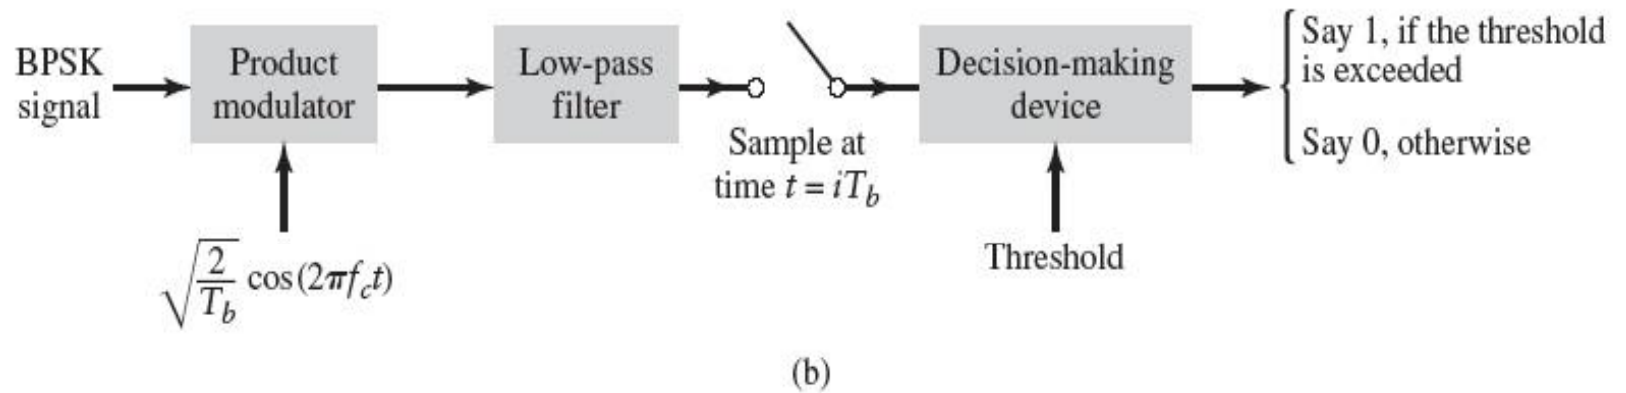 BPSK
signal
Product
modulator
Low-pass
filter
Sample at
time t = iT_b
Decision-making
device
Say 1, if the threshold
is exceeded
Say 0, otherwise
√(2/T_b) cos(2πf_ct)
Threshold
(b)